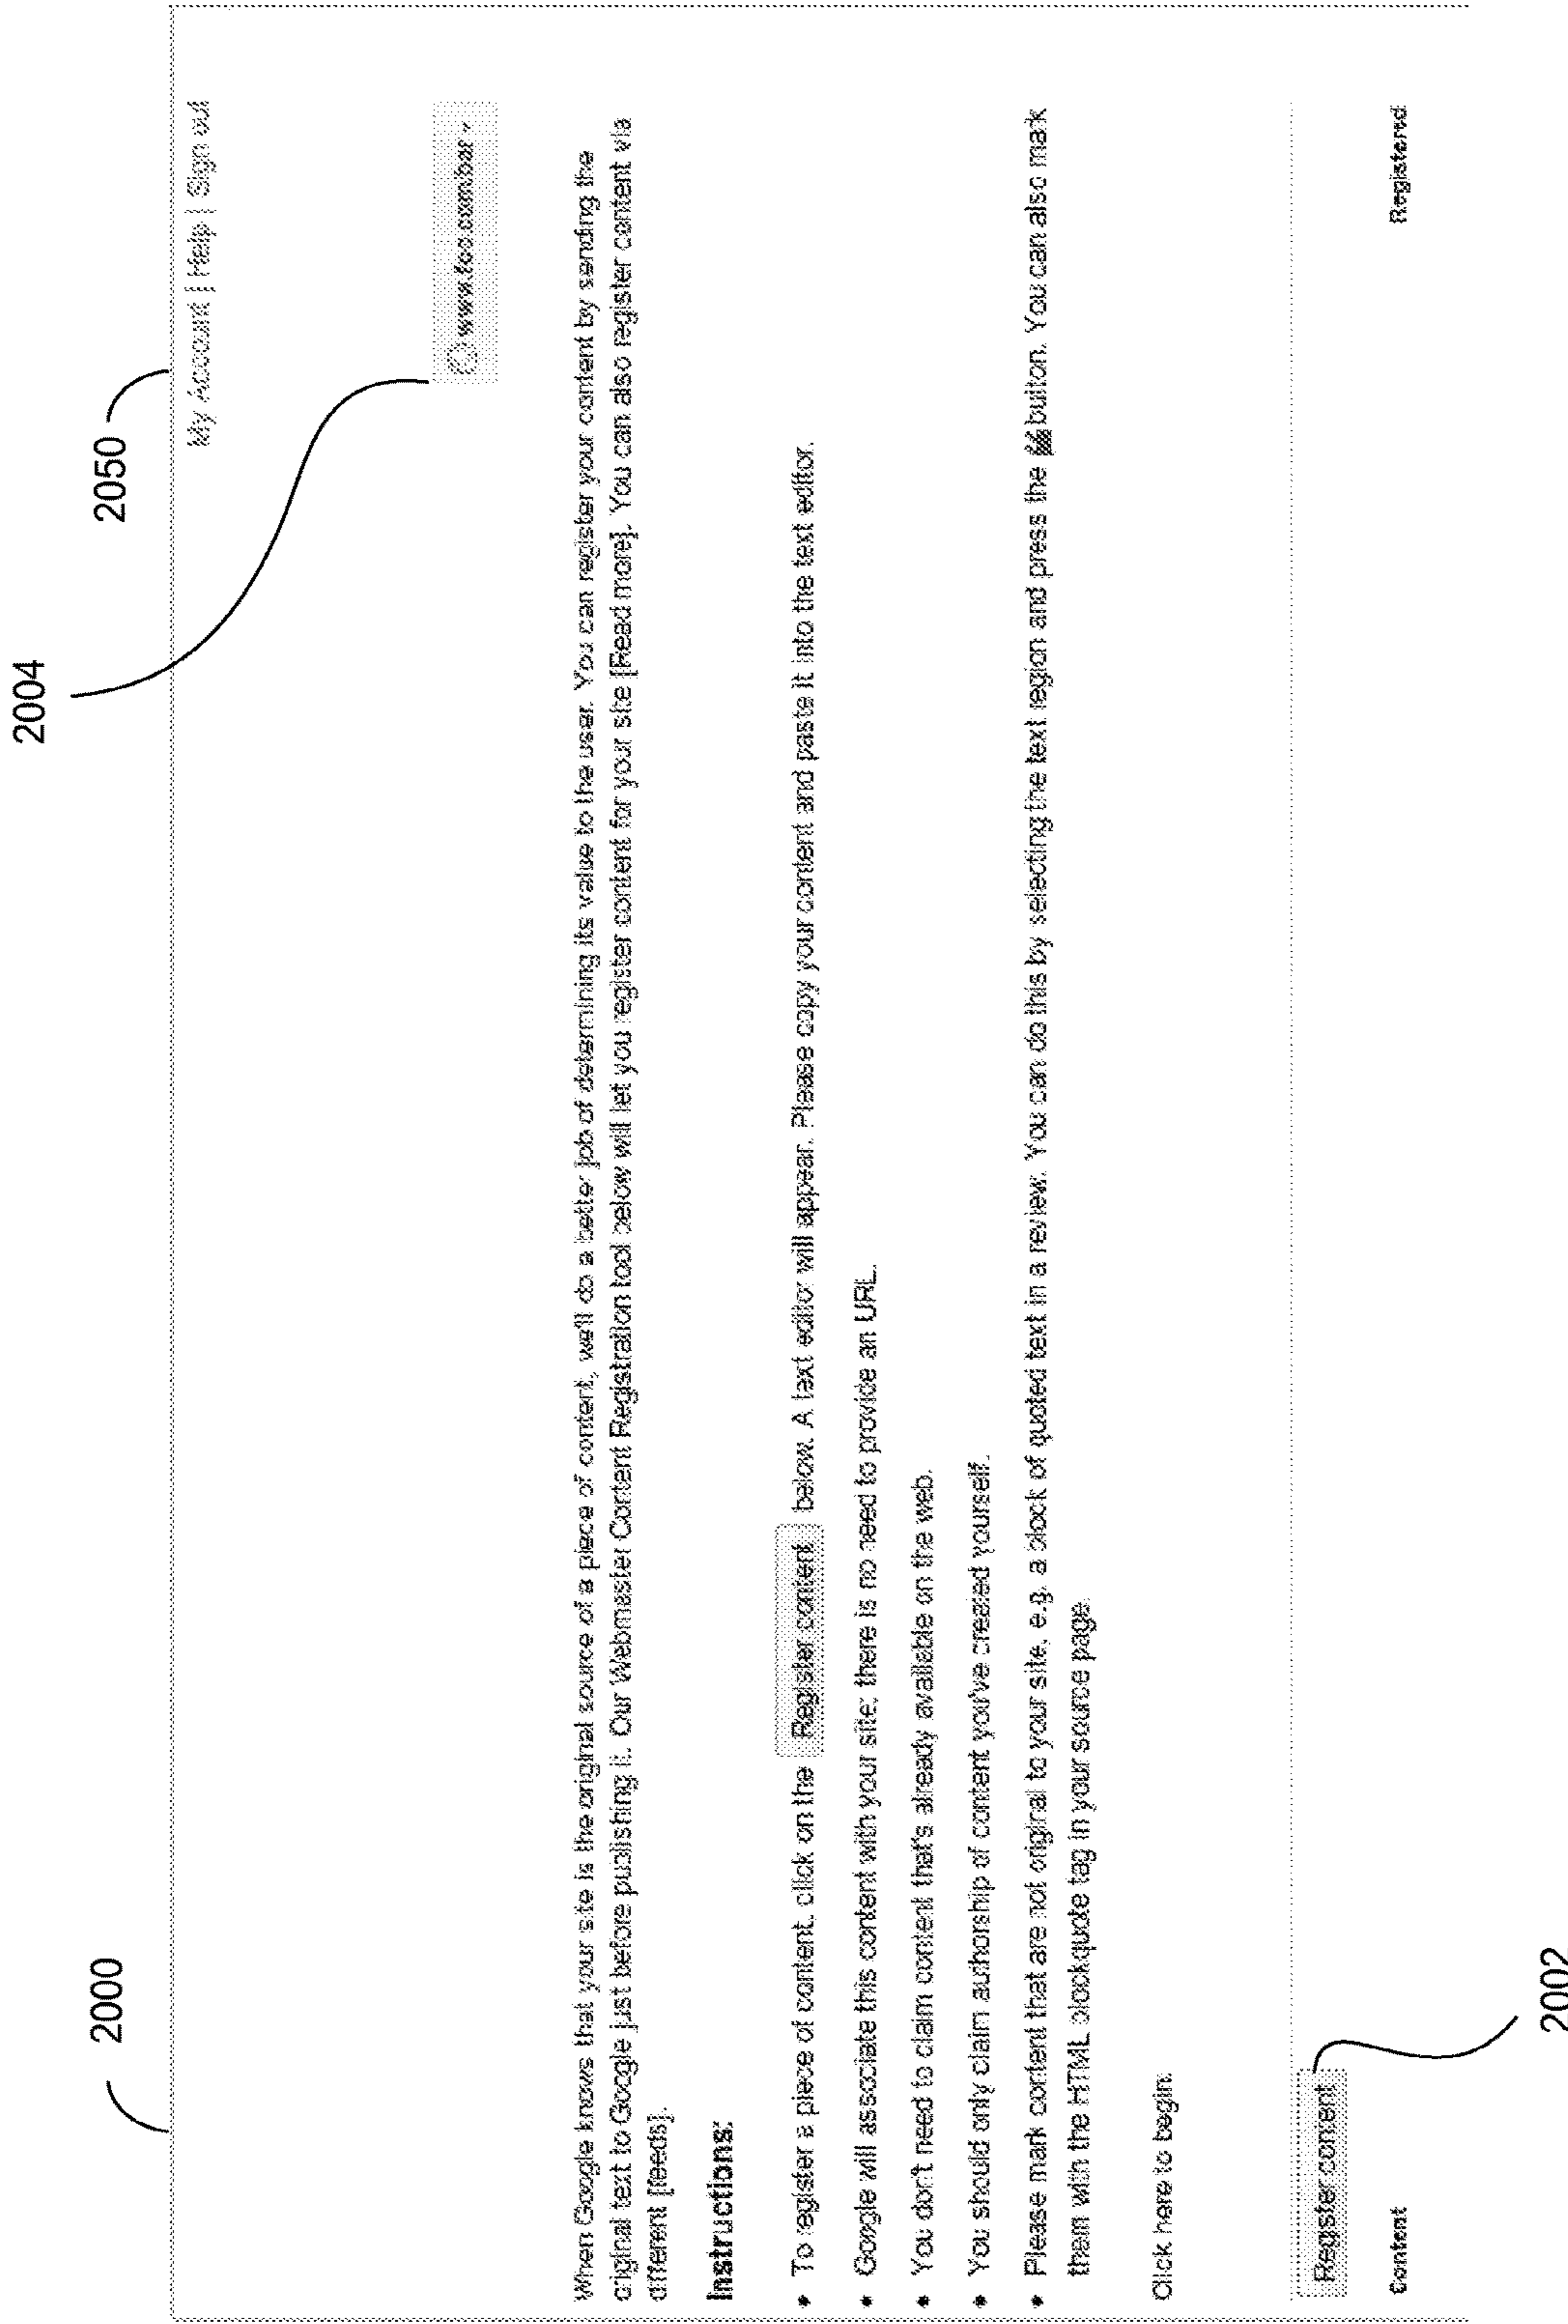 2004
2000
2050
My Account | Help | Sign out
www.foo.com/bar
When Google knows that your site is the original source of a piece of content, we'll do a better job of determining its value to the user. You can register your content by sending the
original text to Google just before publishing it. Our Webmaster Content Registration tool below will let you register content for your site [Read more]. You can also register content via
different [feeds].
Instructions:
• To register a piece of content, click on the Register content below. A text editor will appear. Please copy your content and paste it into the text editor.
• Google will associate this content with your site; there is no need to provide an URL.
• You don't need to claim content that's already available on the web.
• You should only claim authorship of content you've created yourself.
• Please mark content that are not original to your site, e.g. a block of quoted text in a review. You can do this by selecting the text region and press the button. You can also mark
them with the HTML blockquote tag in your source page.
Click here to begin:
Register content
Content Registered
2002